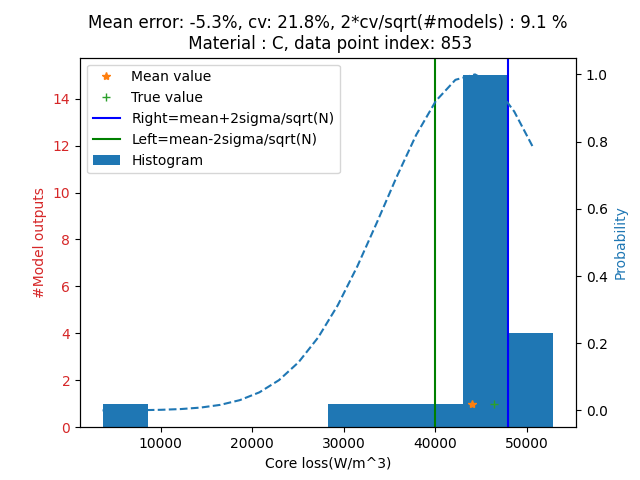 Mean error: -5.3%, cv: 21.8%, 2*cv/sqrt(#models) : 9.1 %
Material : C, data point index: 853
Mean value
True value
Right=mean+2sigma/sqrt(N)
Left=mean-2sigma/sqrt(N)
Histogram
#Model outputs
14
12
10
8
6
4
2
0
1.0
0.8
0.6
0.4
0.2
0.0
Probability
10000 20000 30000 40000 50000
Core loss(W/m^3)